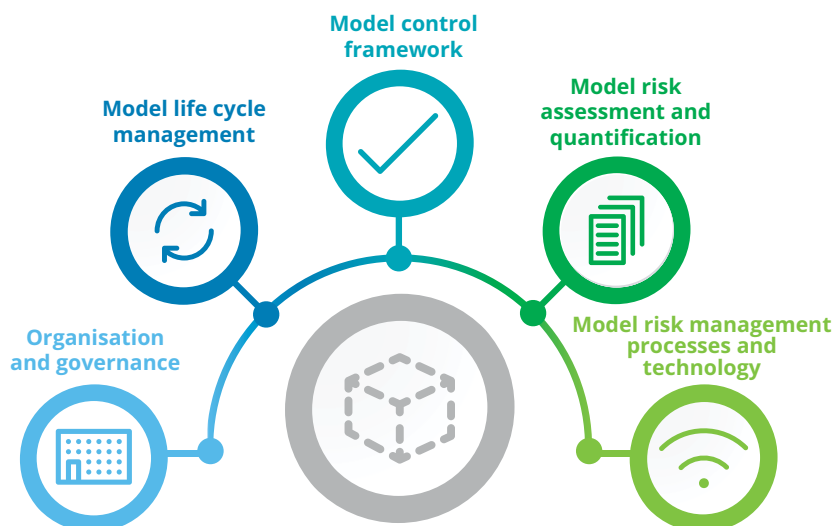 Model control
framework
Model life cycle
management
Model risk
assessment and
quantification
Organisation
and governance
Model risk management
processes and
technology